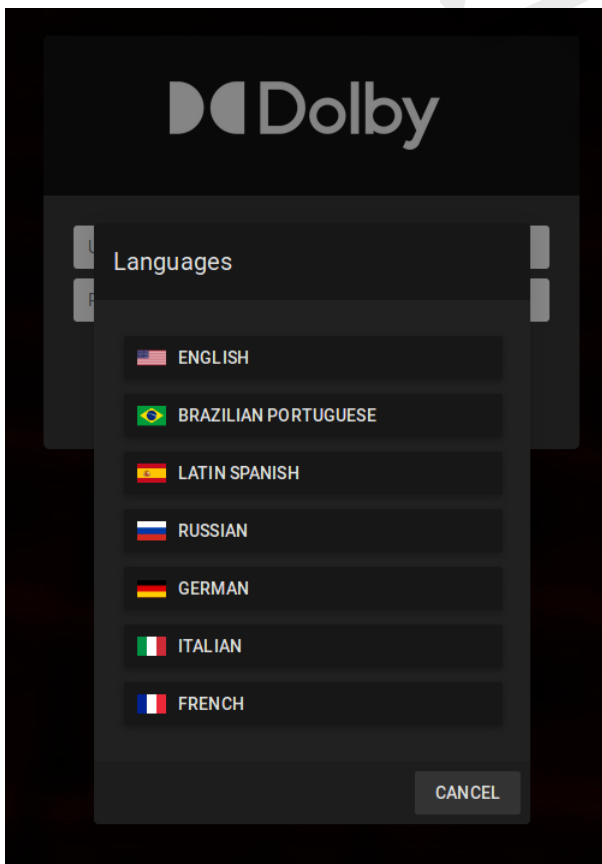 Dolby
Languages
ENGLISH
BRAZILIAN PORTUGUESE
LATIN SPANISH
RUSSIAN
GERMAN
ITALIAN
FRENCH
CANCEL